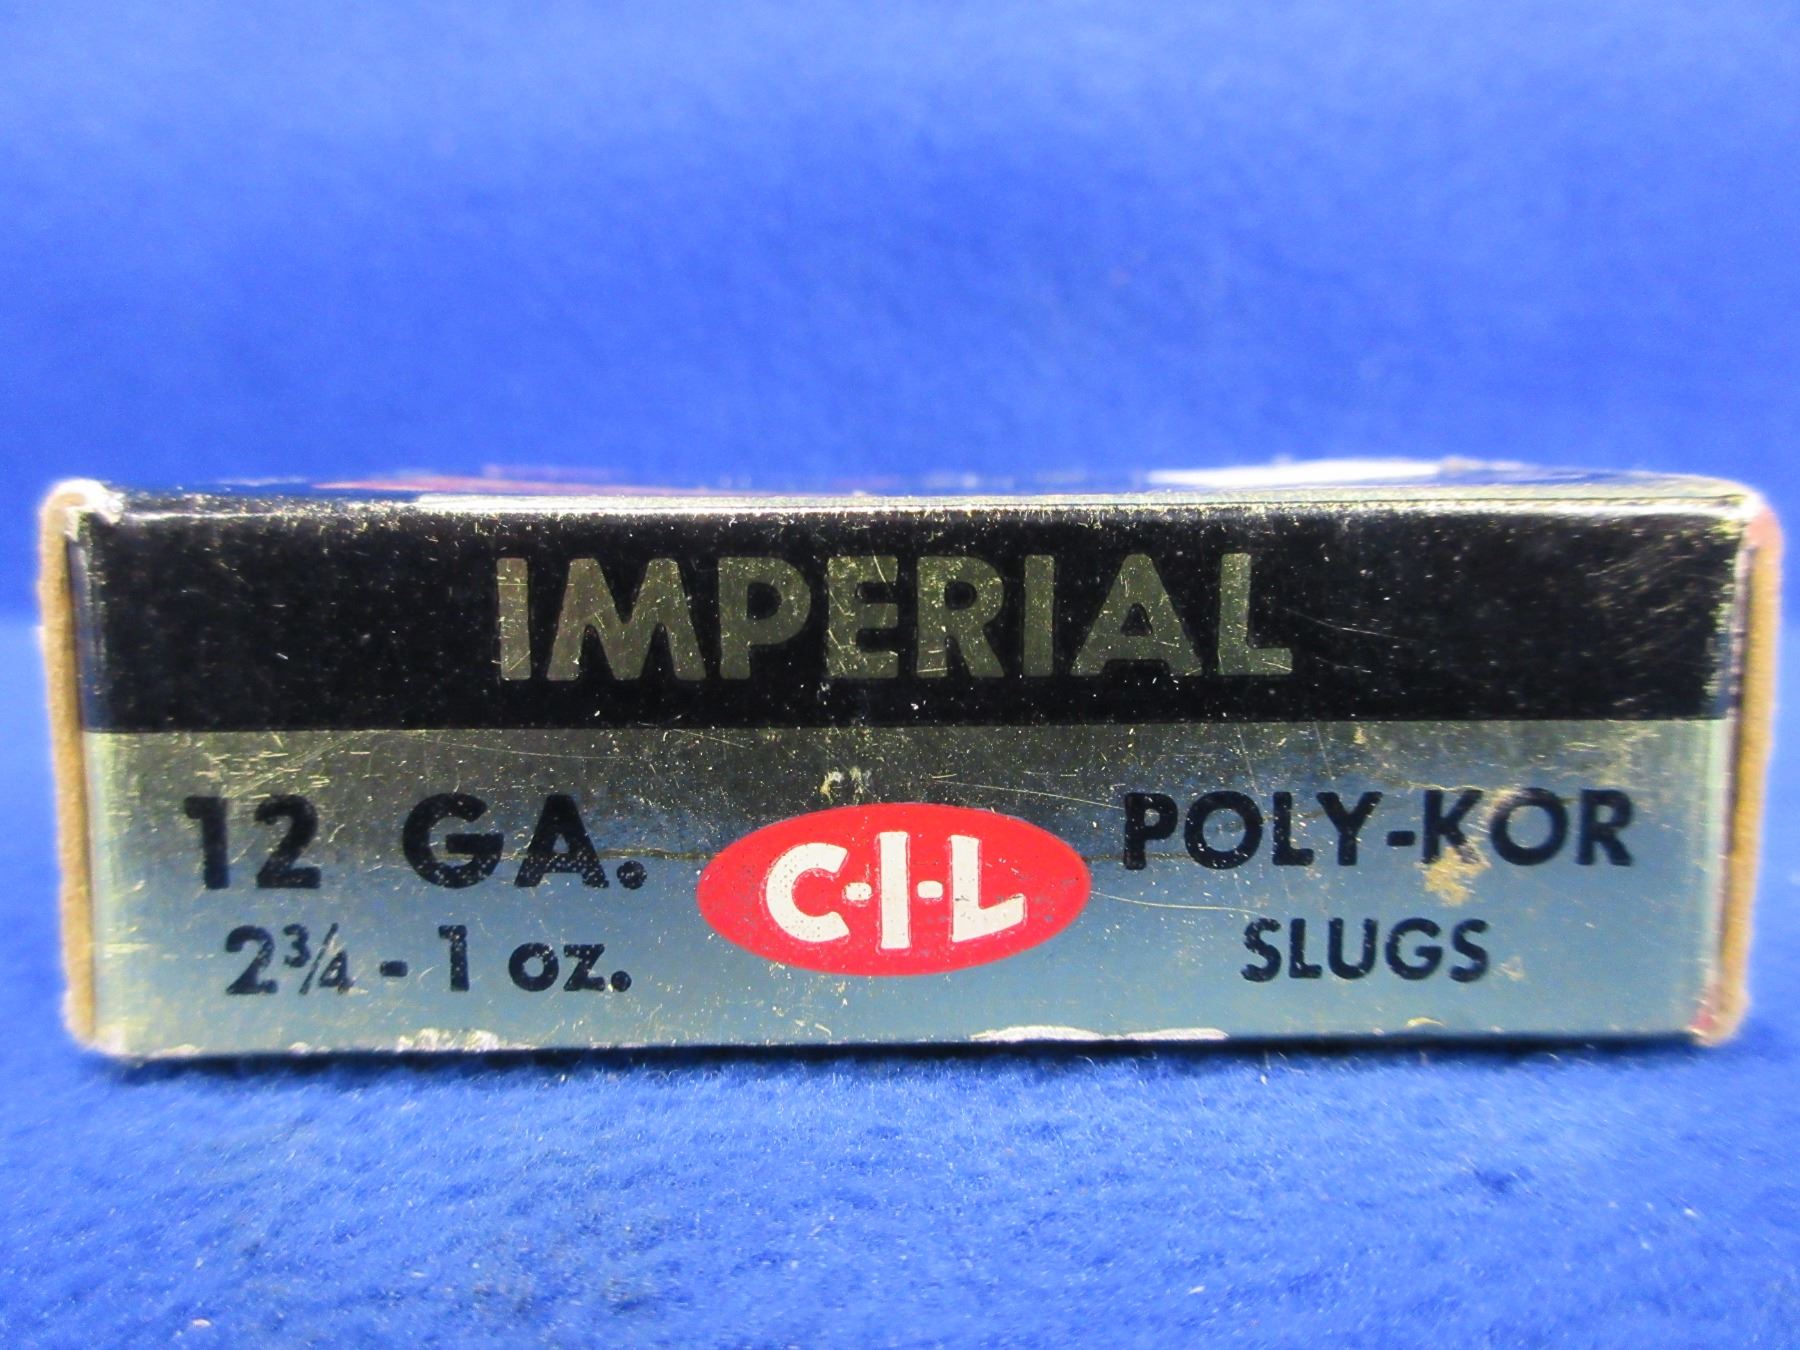 IMPERIAL
12 GA.
2¾ - 1 oz.
C-I-L
POLY-KOR
SLUGS